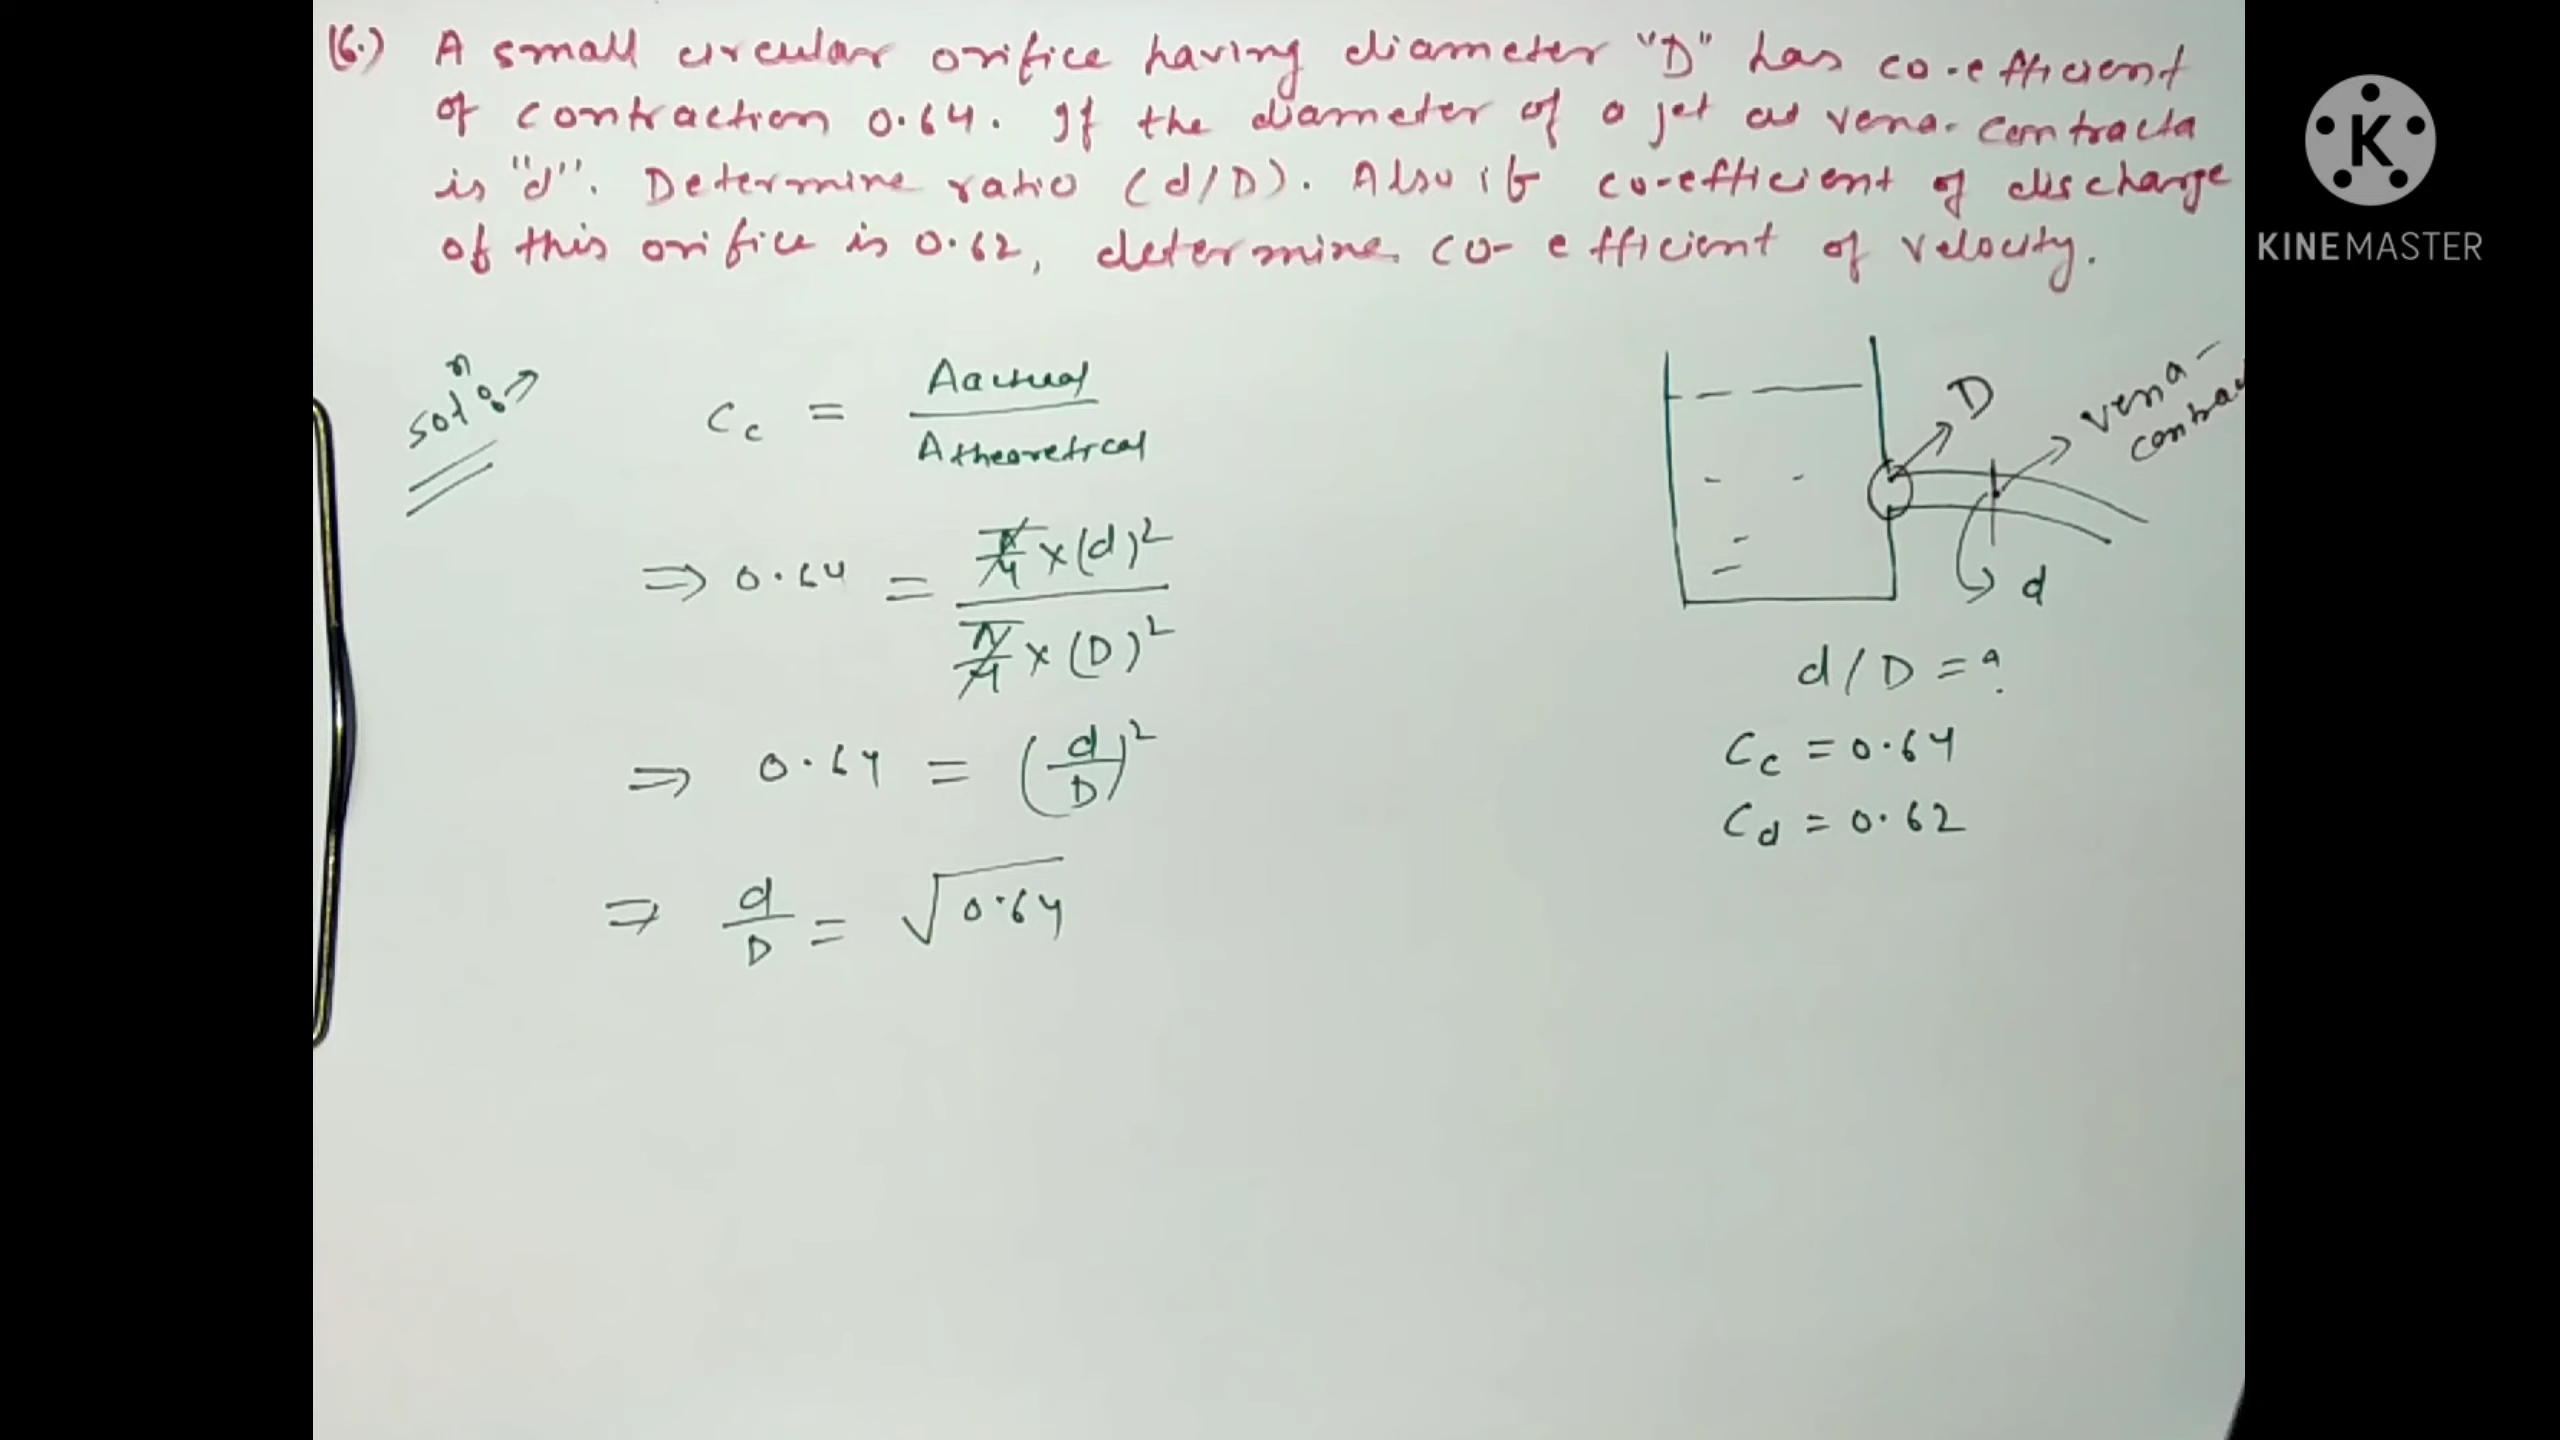 (6.) A small circular orifice having diameter "D" has co-efficient
of contraction 0.64. If the diameter of a jet at vena-contracta
is "d". Determine ratio (d/D). Also if co-efficient of discharge
of this orifice is 0.62, determine co-efficient of velocity.
KINEMASTER
Solⁿ :→
Cc = A actual / A theoretical
⇒ 0.64 = π/4 × (d)² / π/4 × (D)²
⇒ 0.64 = (d/D)²
⇒ d/D = √0.64
D
vena-
d
d/D = ?
Cc = 0.64
Cd = 0.62